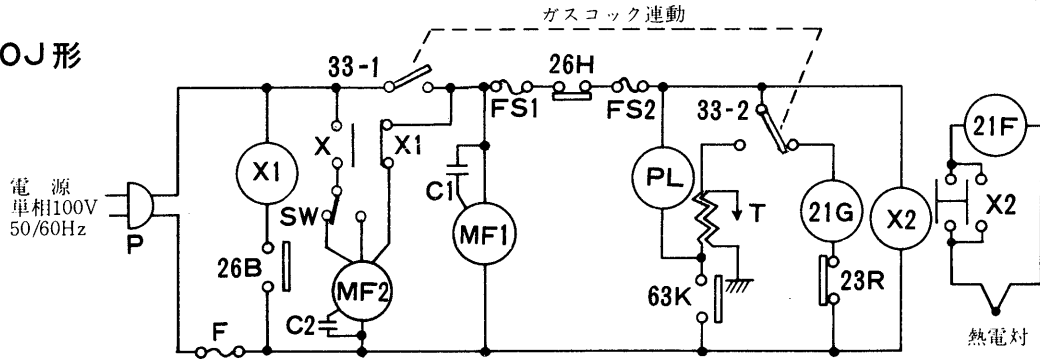 ガスコック連動
OJ形
33-1
26H
FS1
FS2
33-2
21F
X
X1
X1
C1
PL
T
21G
X2
X2
電源
単相100V
50/60Hz
P
SW
MF1
26B
MF2
63K
23R
C2
F
熱電対